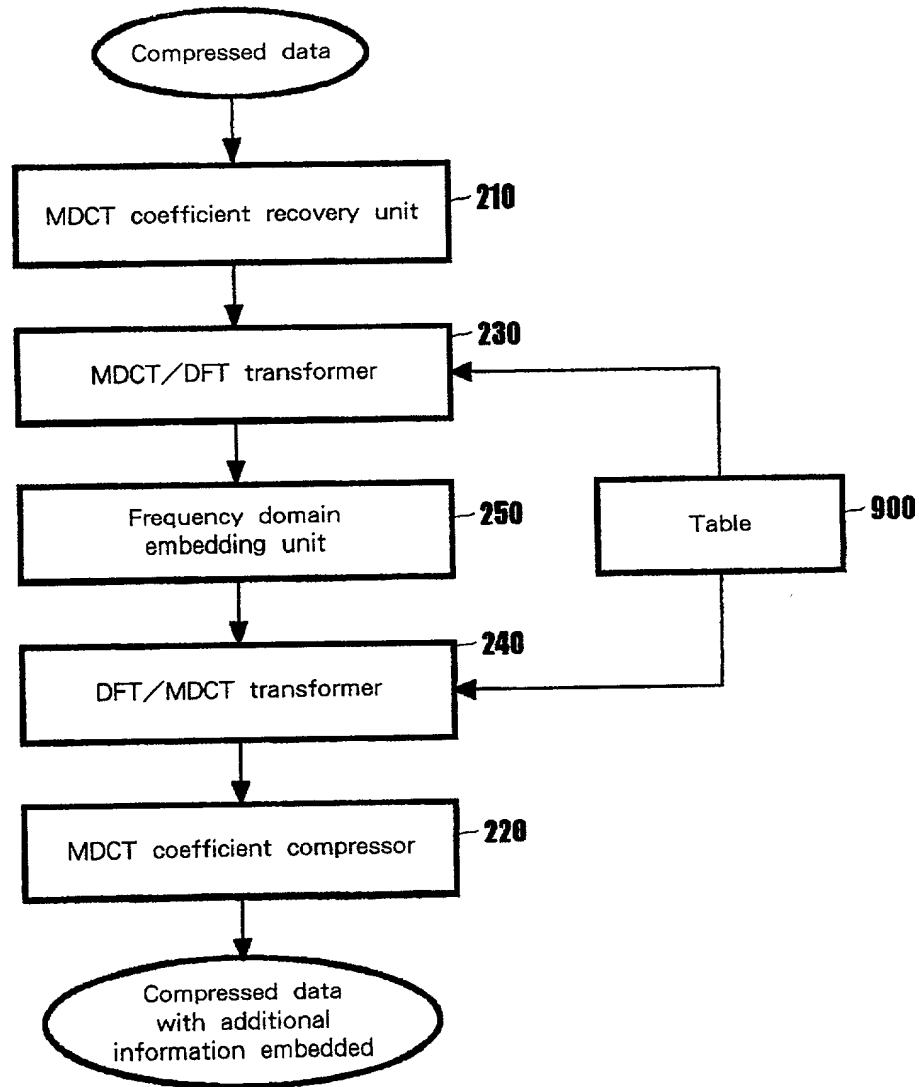 Compressed data
MDCT coefficient recovery unit
210
MDCT/DFT transformer
230
Frequency domain
embedding unit
250
Table
900
DFT/MDCT transformer
240
MDCT coefficient compressor
220
Compressed data
with additional
information embedded